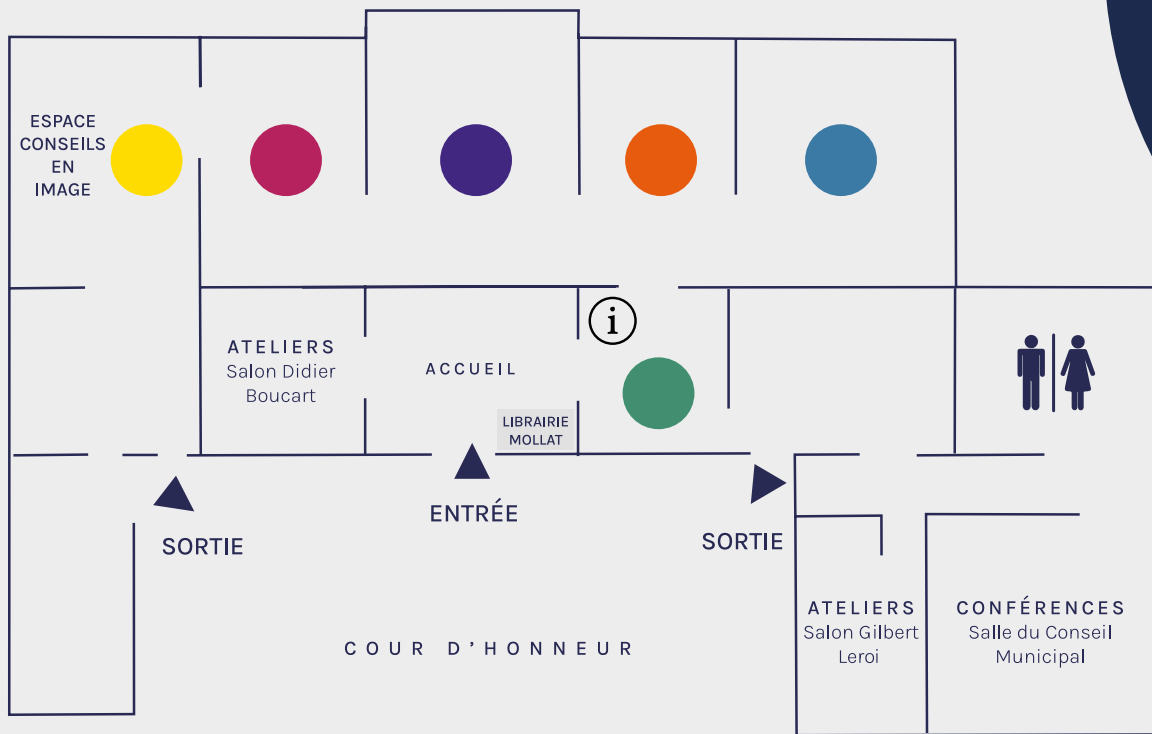 ESPACE
CONSEILS
EN
IMAGE
i
ATELIERS
Salon Didier
Boucart
ACCUEIL
LIBRAIRIE
MOLLAT
ENTRÉE
SORTIE
SORTIE
COUR D'HONNEUR
ATELIERS
Salon Gilbert
Leroi
CONFÉRENCES
Salle du Conseil
Municipal